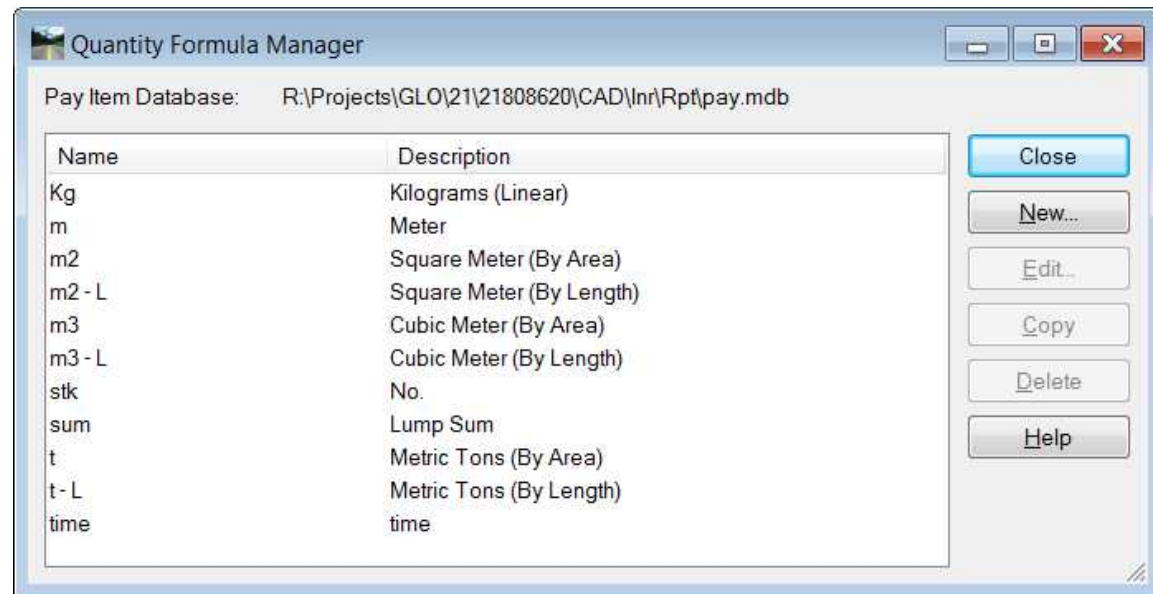 Quantity Formula Manager
Pay Item Database: R:\Projects\GLO\21\21808620\CAD\Inr\Rpt\pay.mdb
Name Description
Kg Kilograms (Linear)
m Meter
m2 Square Meter (By Area)
m2 - L Square Meter (By Length)
m3 Cubic Meter (By Area)
m3 - L Cubic Meter (By Length)
stk No.
sum Lump Sum
t Metric Tons (By Area)
t - L Metric Tons (By Length)
time time
Close
New...
Edit...
Copy
Delete
Help